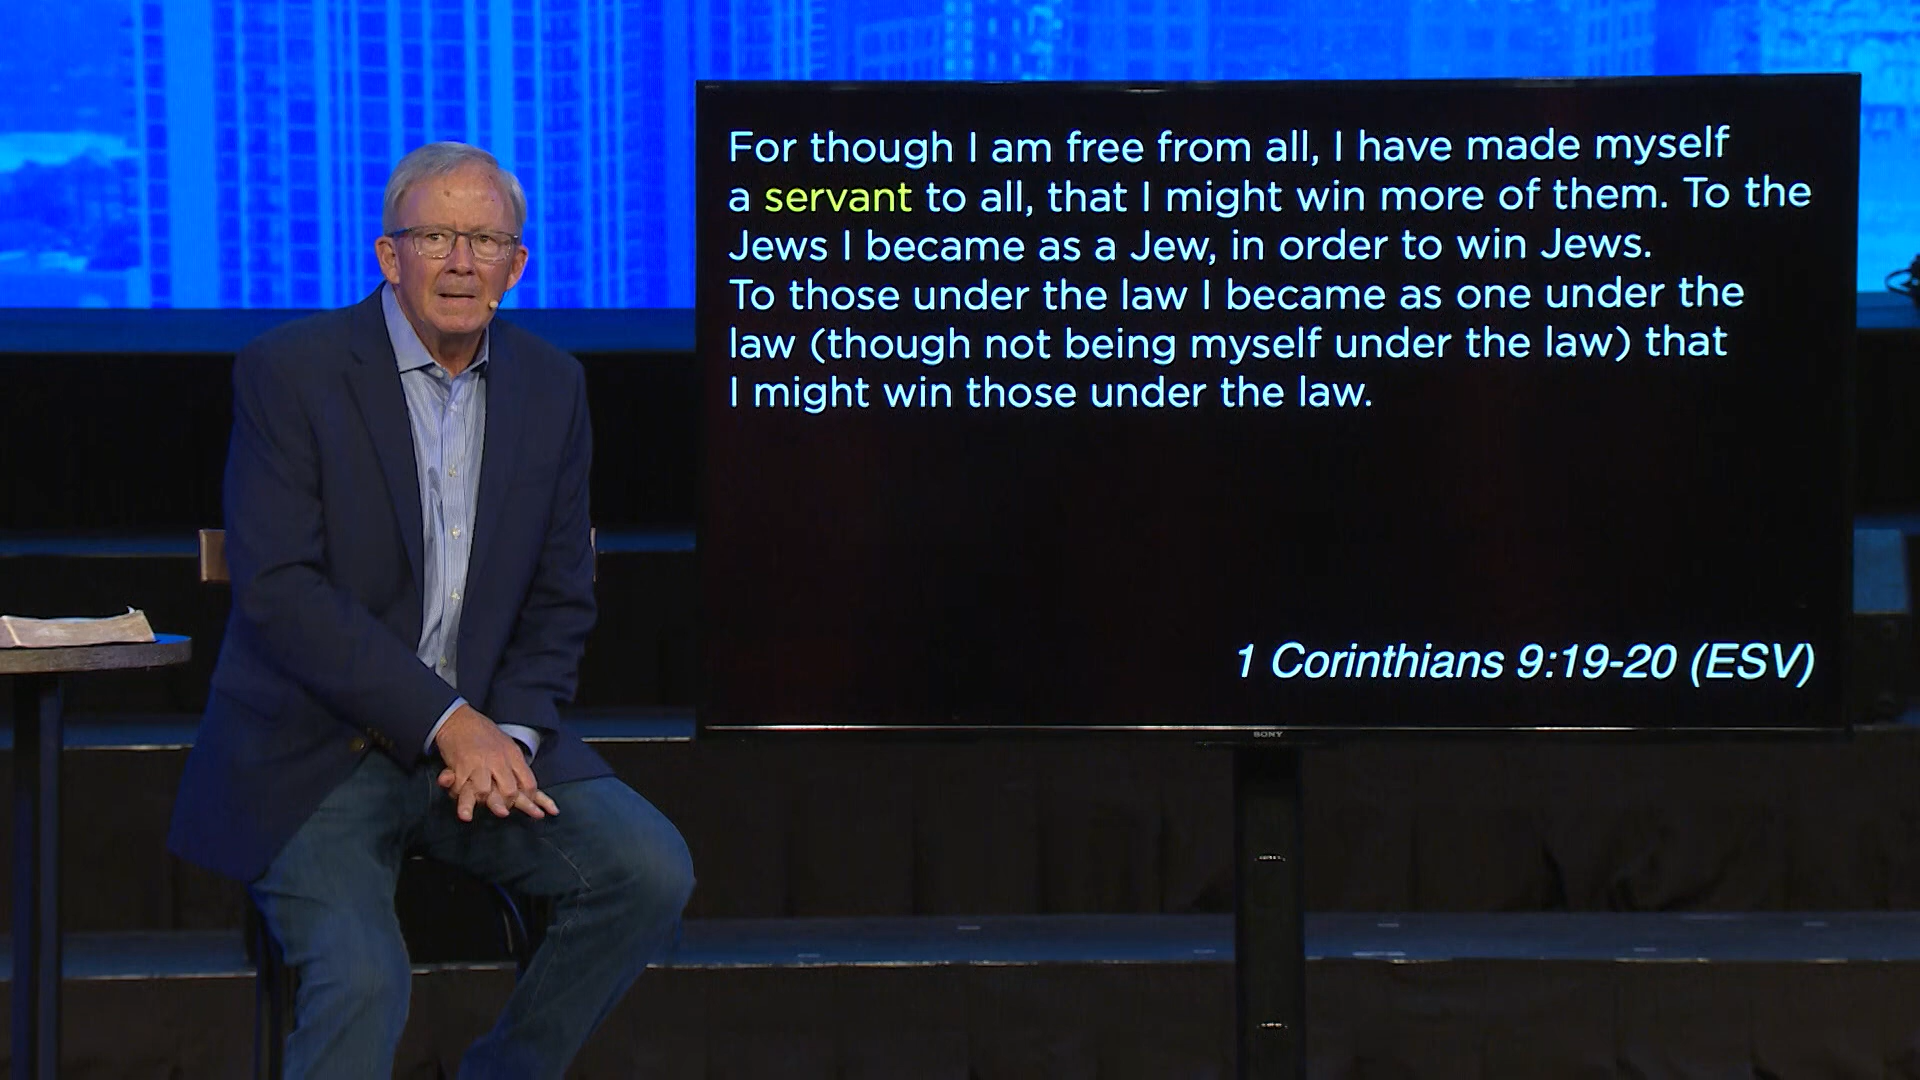 For though I am free from all, I have made myself
a servant to all, that I might win more of them. To the
Jews I became as a Jew, in order to win Jews.
To those under the law I became as one under the
law (though not being myself under the law) that
I might win those under the law.
1 Corinthians 9:19-20 (ESV)
SONY